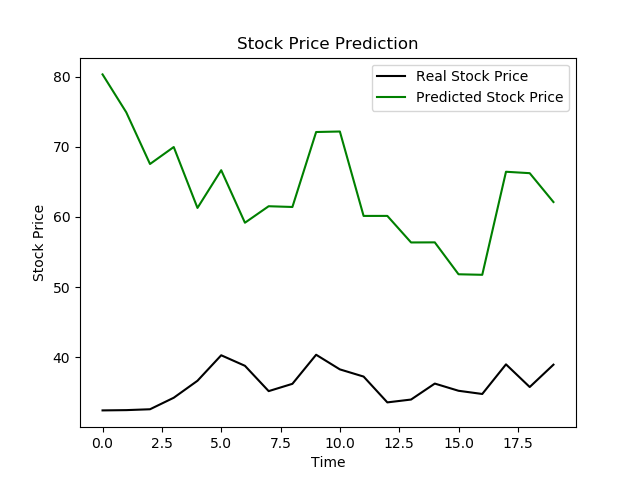 Stock Price Prediction
Real Stock Price
Predicted Stock Price
Stock Price
80
70
60
50
40
0.0 2.5 5.0 7.5 10.0 12.5 15.0 17.5
Time